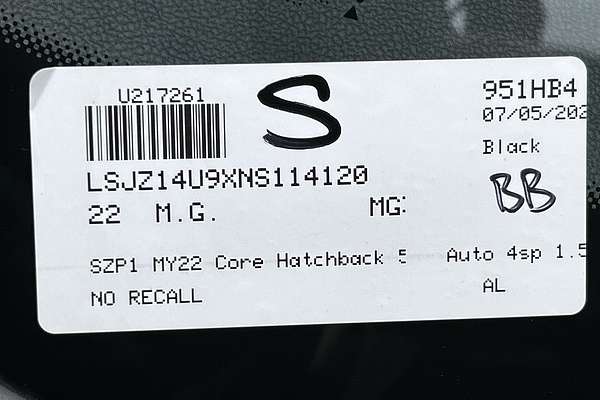 U217261 S 951HB4
07/05/202
Black
LSJZ14U9XNS114120
BB
22 M.G. MG
SZP1 MY22 Core Hatchback 5 Auto 4sp 1.5
NO RECALL AL